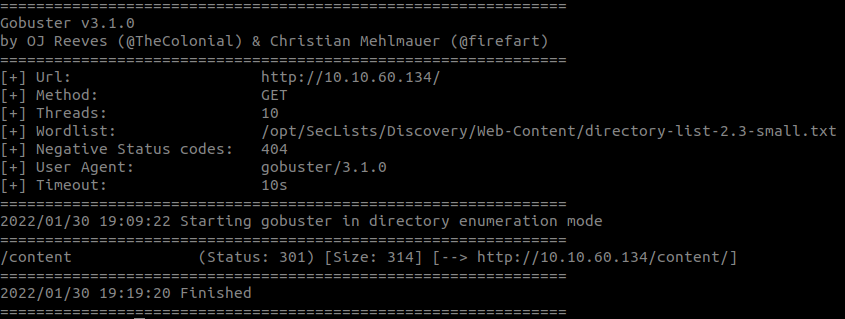 ===============================================================
Gobuster v3.1.0
by OJ Reeves (@TheColonial) & Christian Mehlmauer (@firefart)
===============================================================
[+] Url:                     http://10.10.60.134/
[+] Method:                  GET
[+] Threads:                 10
[+] Wordlist:                /opt/SecLists/Discovery/Web-Content/directory-list-2.3-small.txt
[+] Negative Status codes:   404
[+] User Agent:              gobuster/3.1.0
[+] Timeout:                 10s
===============================================================
2022/01/30 19:09:22 Starting gobuster in directory enumeration mode
===============================================================
/content              (Status: 301) [Size: 314] [--> http://10.10.60.134/content/]
===============================================================
2022/01/30 19:19:20 Finished
===============================================================